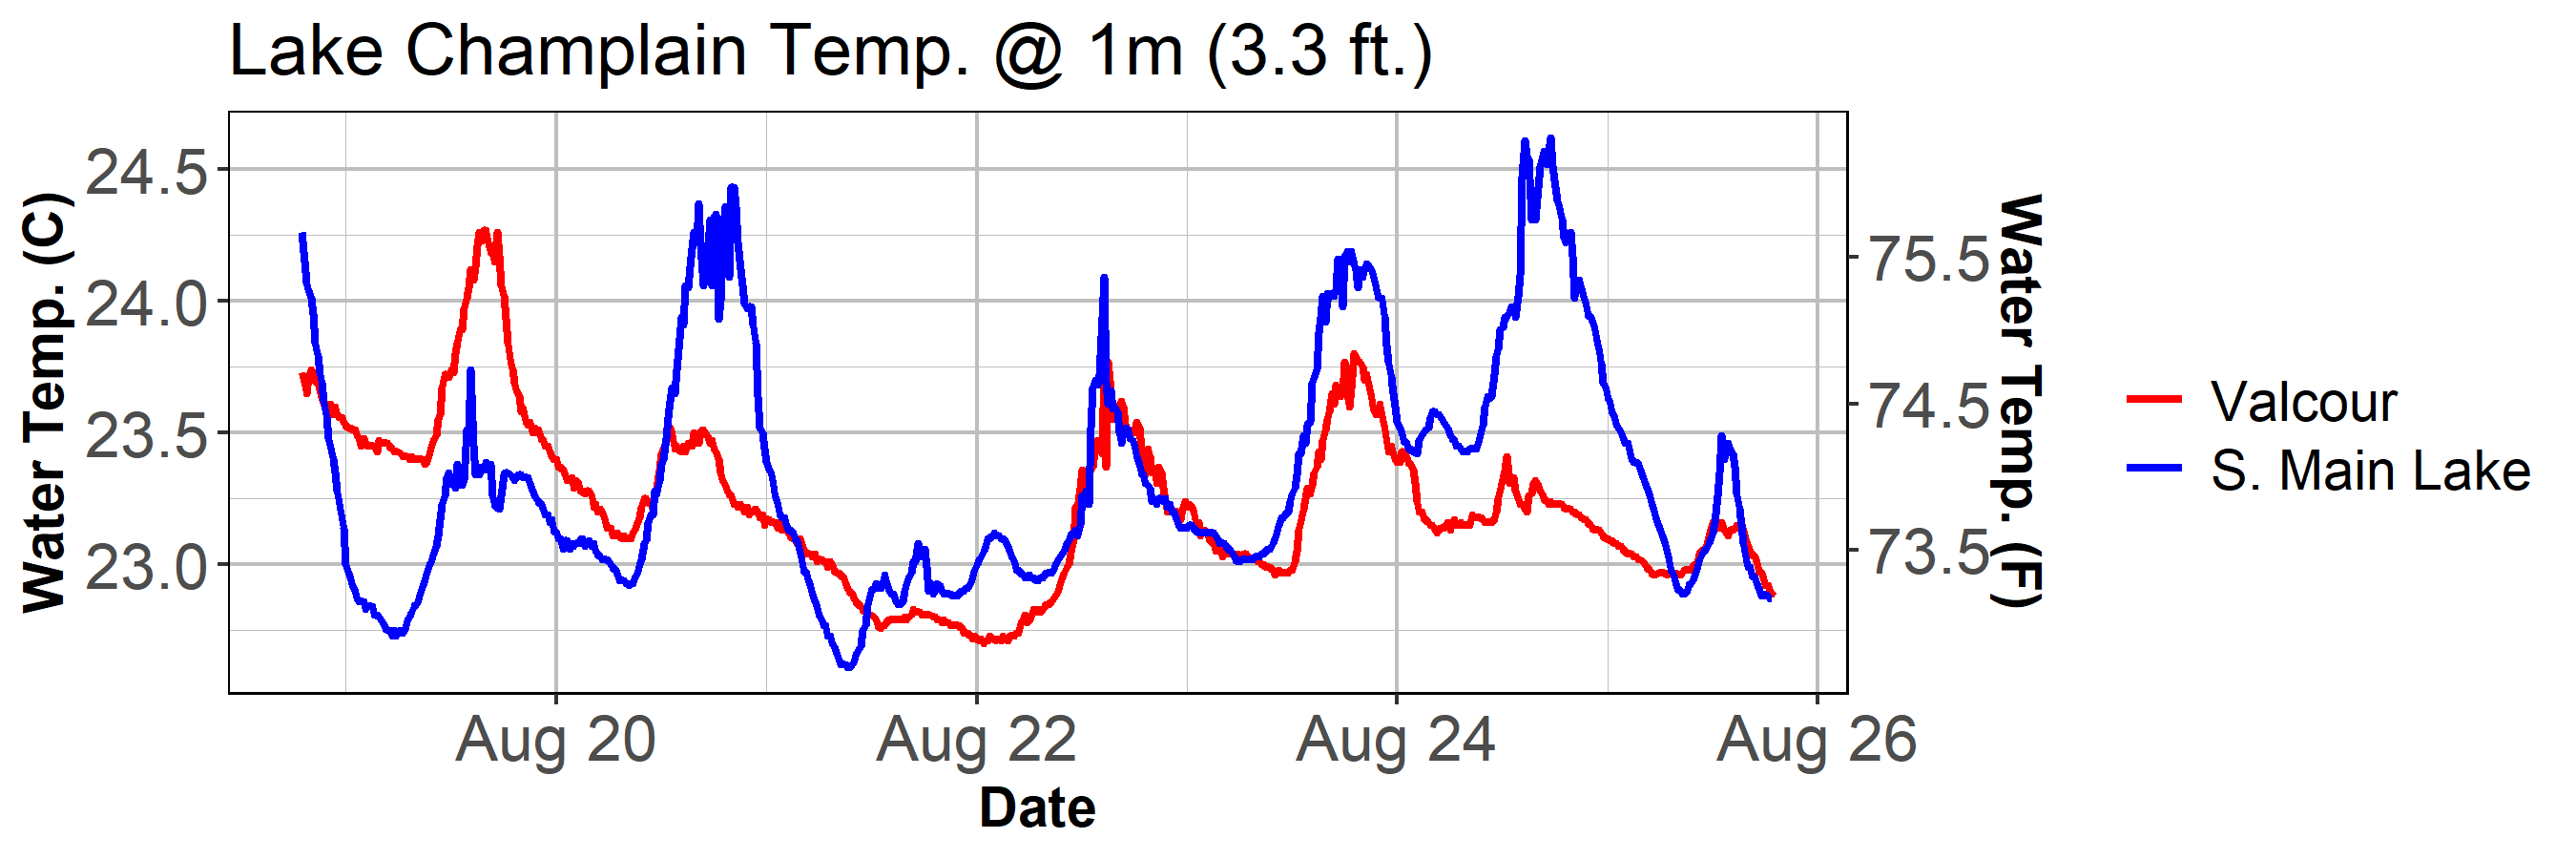 Lake Champlain Temp. @ 1m (3.3 ft.)
Water Temp. (C)
24.5
24.0
23.5
23.0
75.5
74.5
73.5
Water Temp. (F)
Valcour
S. Main Lake
Aug 20
Aug 22
Aug 24
Aug 26
Date